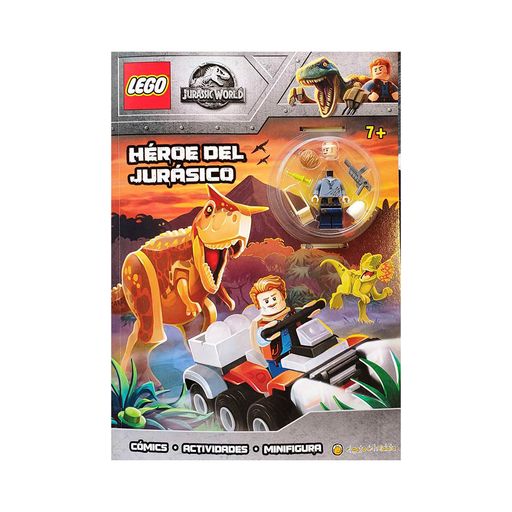 LEGO
JURASSIC WORLD
7+
HÉROE DEL
JURÁSICO
CÓMICS • ACTIVIDADES • MINIFIGURA